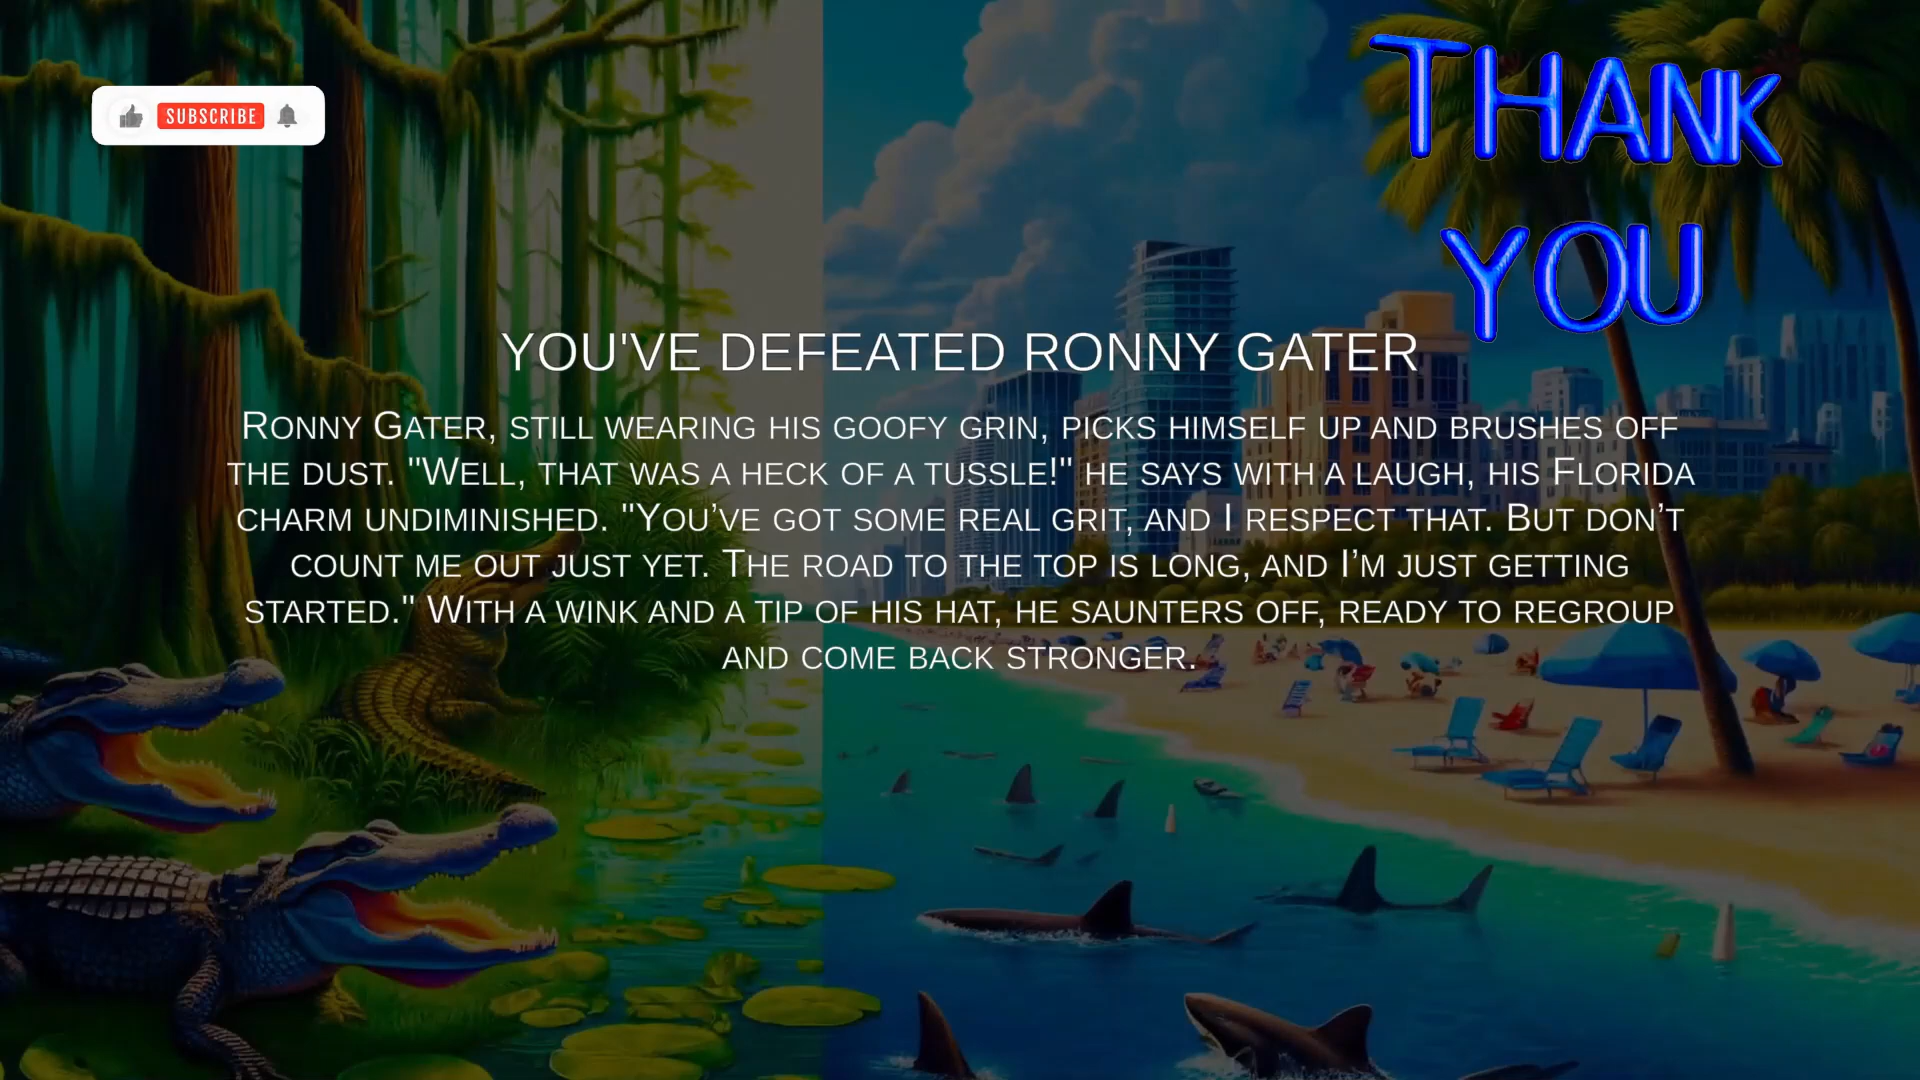 SUBSCRIBE
THANK
YOU
YOU'VE DEFEATED RONNY GATER
Ronny Gater, still wearing his goofy grin, picks himself up and brushes off
the dust. "Well, that was a heck of a tussle!" he says with a laugh, his Florida
charm undiminished. "You’ve got some real grit, and I respect that. But don’t
count me out just yet. The road to the top is long, and I’m just getting
started." With a wink and a tip of his hat, he saunters off, ready to regroup
and come back stronger.